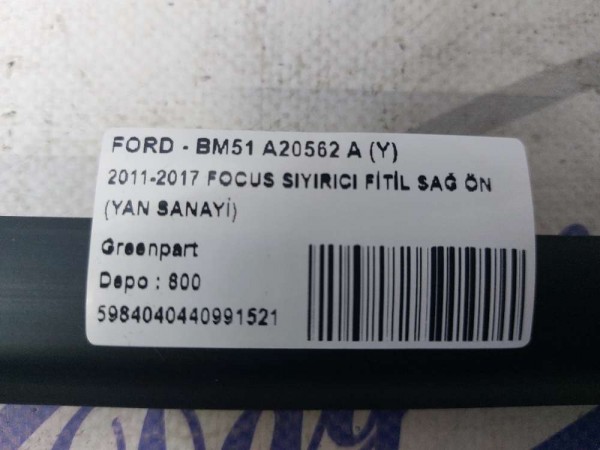 FORD - BM51 A20562 A (Y)
2011-2017 FOCUS SIYIRICI FİTİL SAĞ ÖN
(YAN SANAYİ)
Greenpart
Depo : 800
5984040440991521